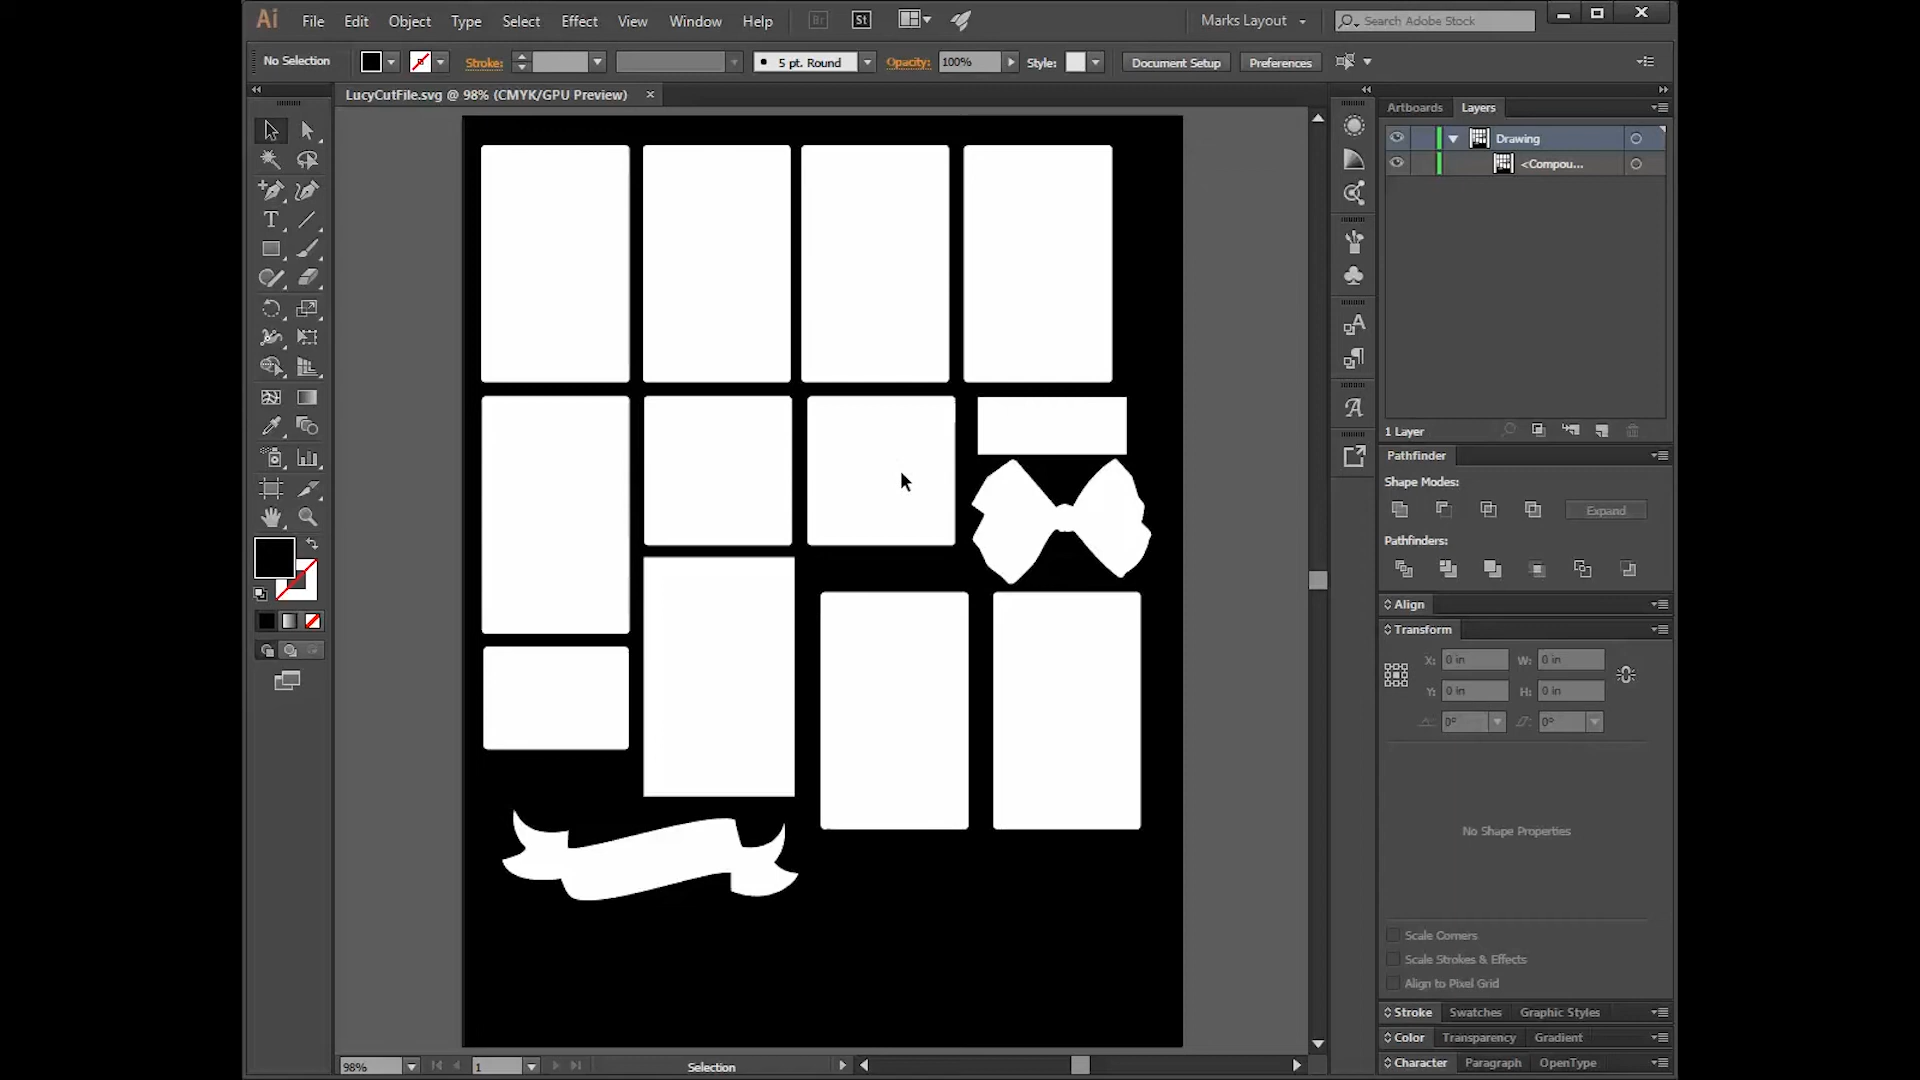 Ai File Edit Object Type Select Effect View Window Help Br St Marks Layout Search Adobe Stock
No Selection Stroke: 5 pt. Round Opacity: 100% Style: Document Setup Preferences
LucyCutFile.svg @ 98% (CMYK/GPU Preview)
Artboards Layers
Drawing
<Compou...
1 Layer
Pathfinder
Shape Modes:
Expand
Pathfinders:
Align
Transform
X: 0 in W: 0 in
Y: 0 in H: 0 in
0° 0°
No Shape Properties
Scale Corners
Scale Strokes & Effects
Align to Pixel Grid
Stroke Swatches Graphic Styles
Color Transparency Gradient
Character Paragraph OpenType
98% 1 Selection